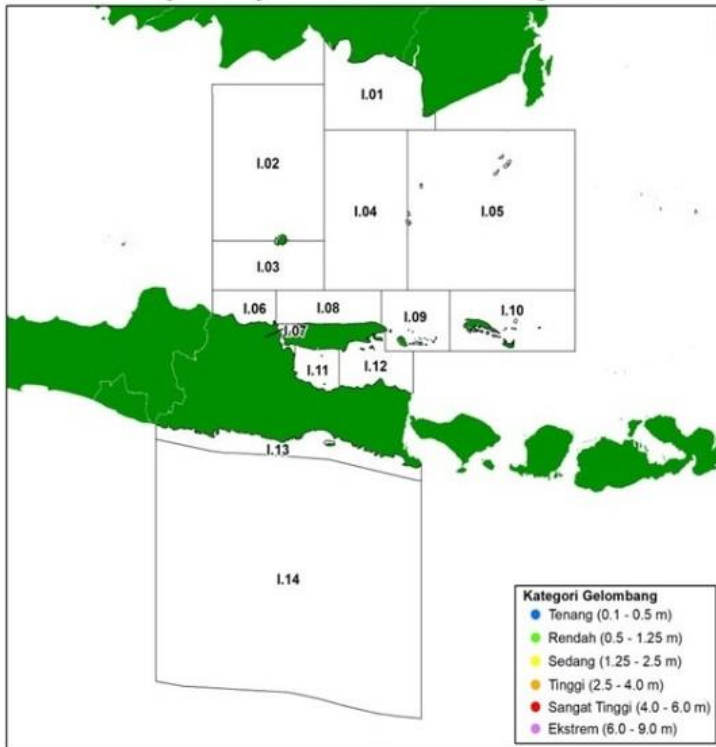 I.01
I.02
I.04
I.05
I.03
I.06
I.08
I.09
I.10
I.07
I.11
I.12
I.13
I.14
Kategori Gelombang
Tenang (0.1 - 0.5 m)
Rendah (0.5 - 1.25 m)
Sedang (1.25 - 2.5 m)
Tinggi (2.5 - 4.0 m)
Sangat Tinggi (4.0 - 6.0 m)
Ekstrem (6.0 - 9.0 m)